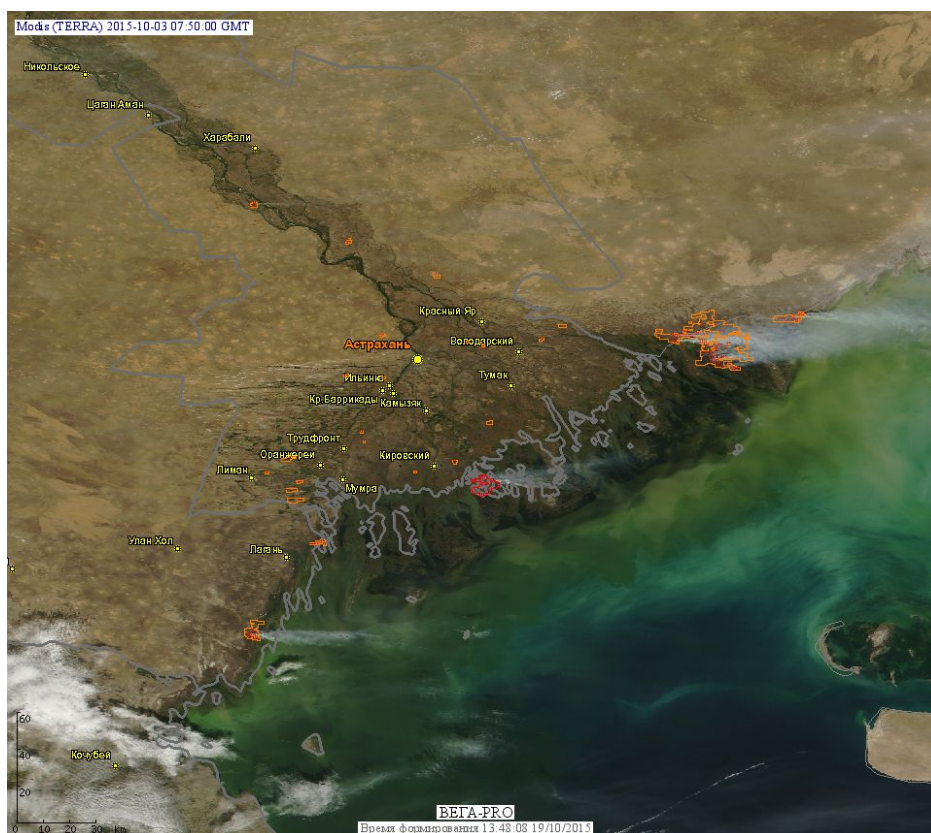 Modis (TERRA) 2015-10-03 07:50:00 GMT
Никольское
Цаган Аман
Харабали
Красный Яр
Астрахань
Володарский
Ильинка
Тумак
Кр.Баррикады
Камызяк
Трудфронт
Оранжереи
Кировский
Лиман
Мумра
Улан Хол
Лагань
60
40
Кочубей
20
0 10 20 30 km
ВЕГА-PRO
Время формирования 13:48:08 19/10/2015